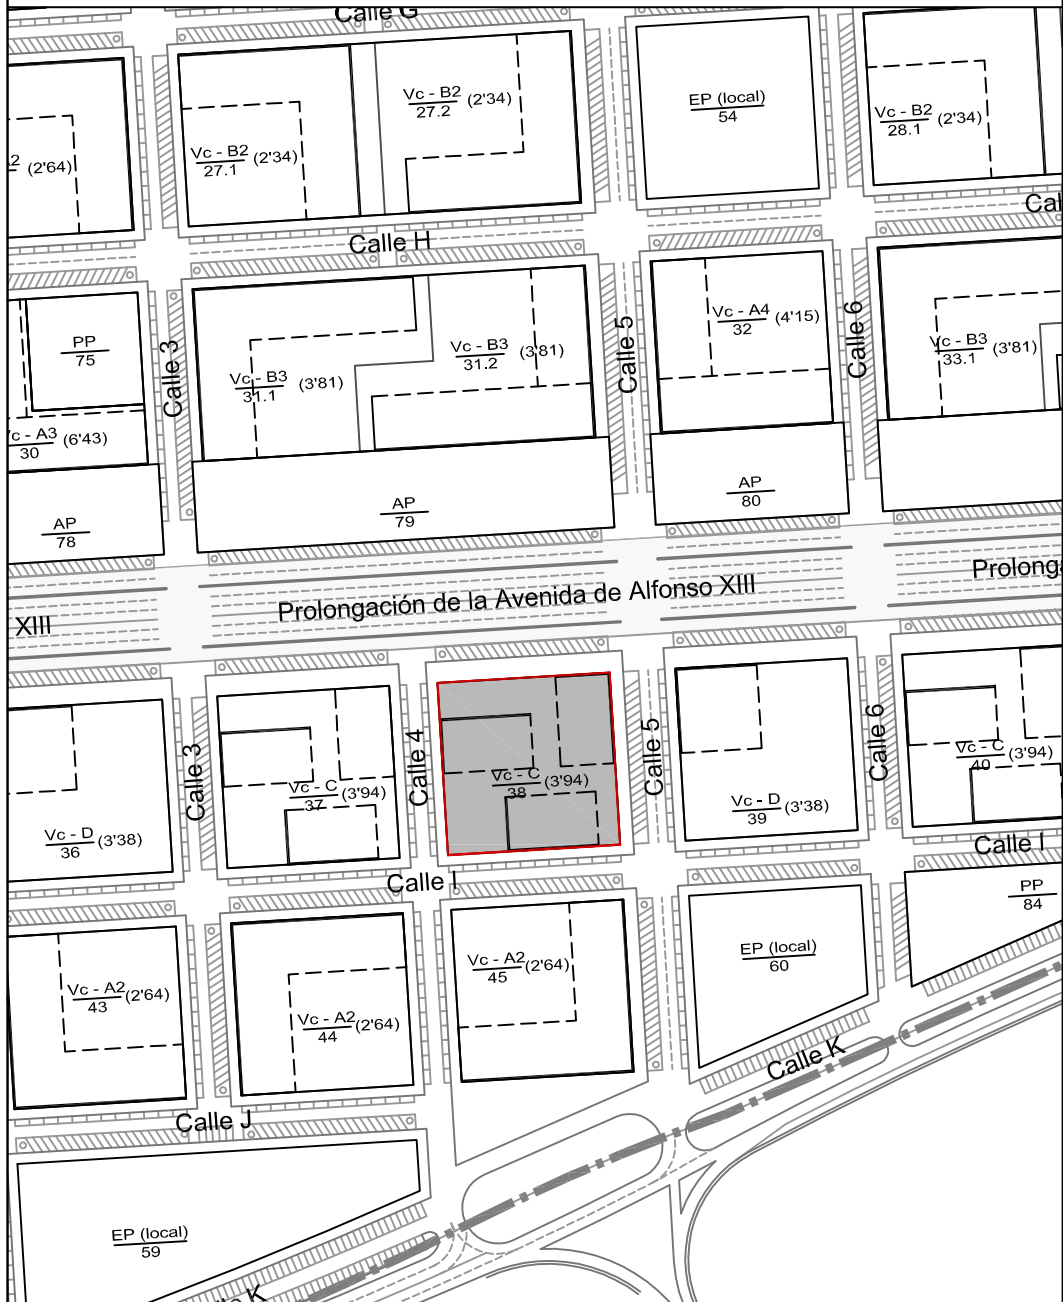 Calle G
Vc - B2
27.2
(2'34)
EP (local)
54
Vc - B2
28.1
(2'34)
Vc - B2
27.1
(2'34)
(2'64)
Calle H
Vc - A4
32
(4'15)
PP
75
Calle 3
Vc - B3
31.1
(3'81)
Vc - B3
31.2
(3'81)
Calle 5
Calle 6
Vc - B3
33.1
(3'81)
30
(6'43)
AP
78
AP
79
AP
80
XIII
Prolongación de la Avenida de Alfonso XIII
Calle 3
Calle 4
Calle 5
Calle 6
Vc - D
36
(3'38)
Vc - C
37
(3'94)
Vc - C
38
(3'94)
Vc - D
39
(3'38)
Vc - C
40
(3'94)
Calle I
Calle I
PP
84
Vc - A2
43
(2'64)
Vc - A2
44
(2'64)
Vc - A2
45
(2'64)
EP (local)
60
Calle K
Calle J
EP (local)
59